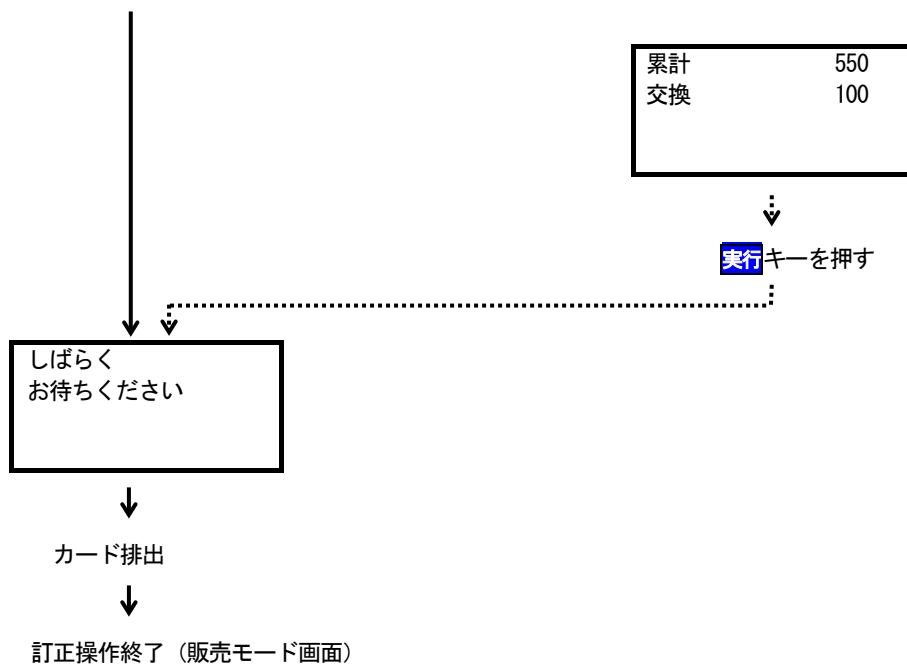 累計 550
交換 100
実行キーを押す
しばらく
お待ちください
カード排出
訂正操作終了（販売モード画面）